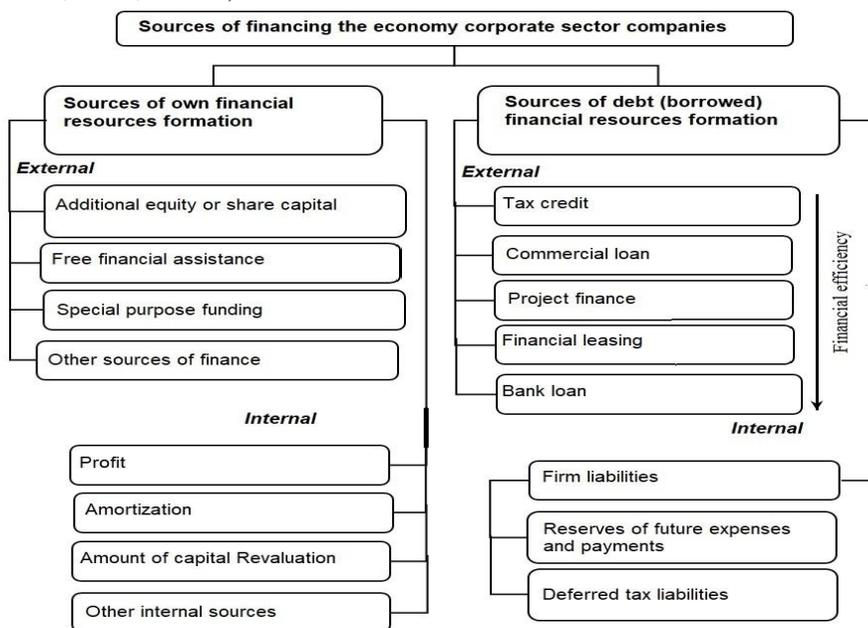 Sources of financing the economy corporate sector companies
Sources of own financial
resources formation
External
Additional equity or share capital
Free financial assistance
Special purpose funding
Other sources of finance
Internal
Profit
Amortization
Amount of capital Revaluation
Other internal sources
Sources of debt (borrowed)
financial resources formation
External
Tax credit
Commercial loan
Project finance
Financial leasing
Bank loan
Financial efficiency
Internal
Firm liabilities
Reserves of future expenses
and payments
Deferred tax liabilities